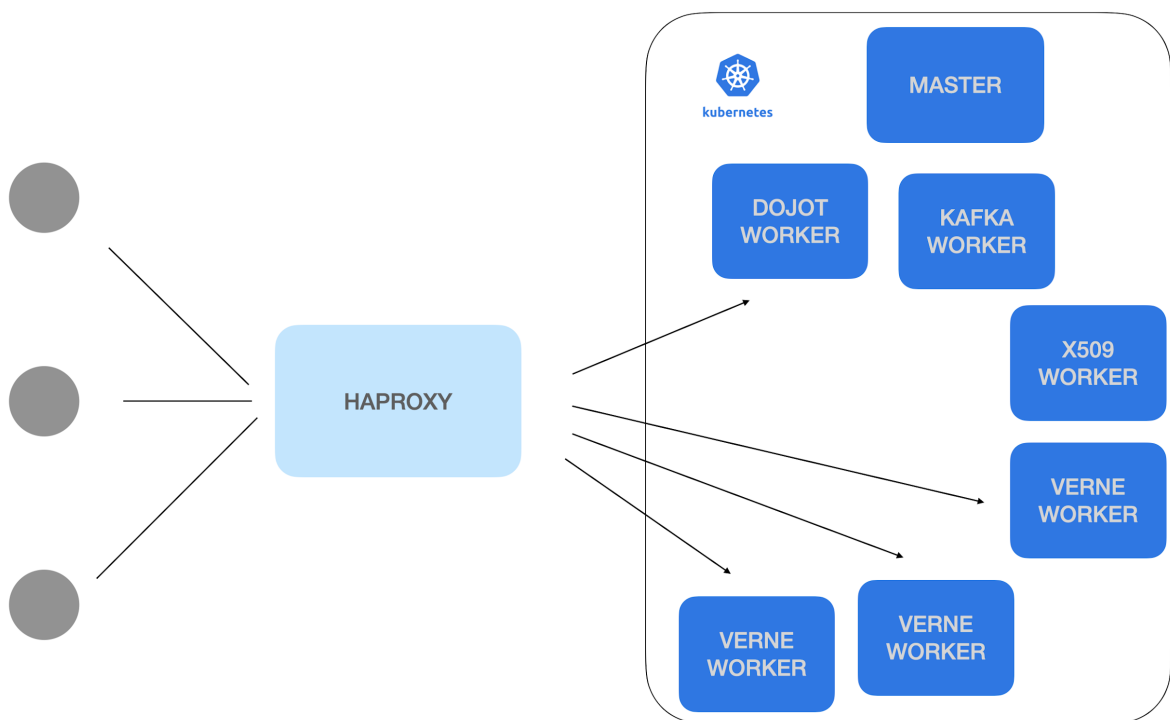 MASTER
kubernetes
DOJOT
WORKER
KAFKA
WORKER
X509
WORKER
HAPROXY
VERNE
WORKER
VERNE
WORKER
VERNE
WORKER